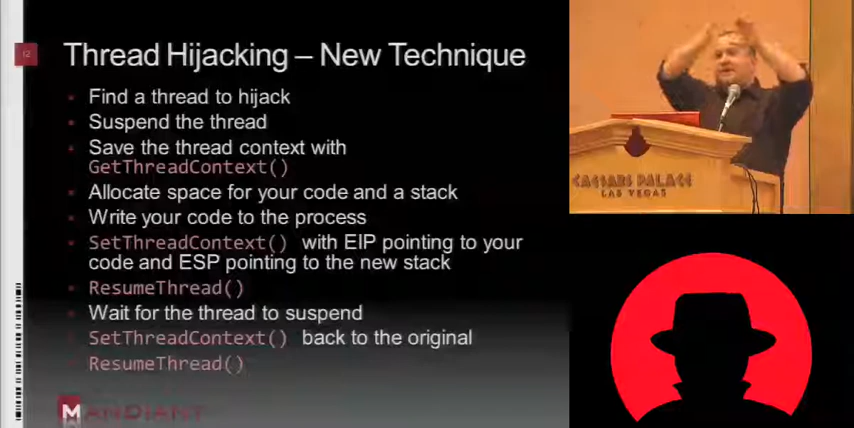 12
Thread Hijacking – New Technique
Find a thread to hijack
Suspend the thread
Save the thread context with
GetThreadContext()
Allocate space for your code and a stack
Write your code to the process
SetThreadContext() with EIP pointing to your
code and ESP pointing to the new stack
ResumeThread()
Wait for the thread to suspend
SetThreadContext() back to the original
ResumeThread()
MANDIANT
CAESARS PALACE
LAS VEGAS